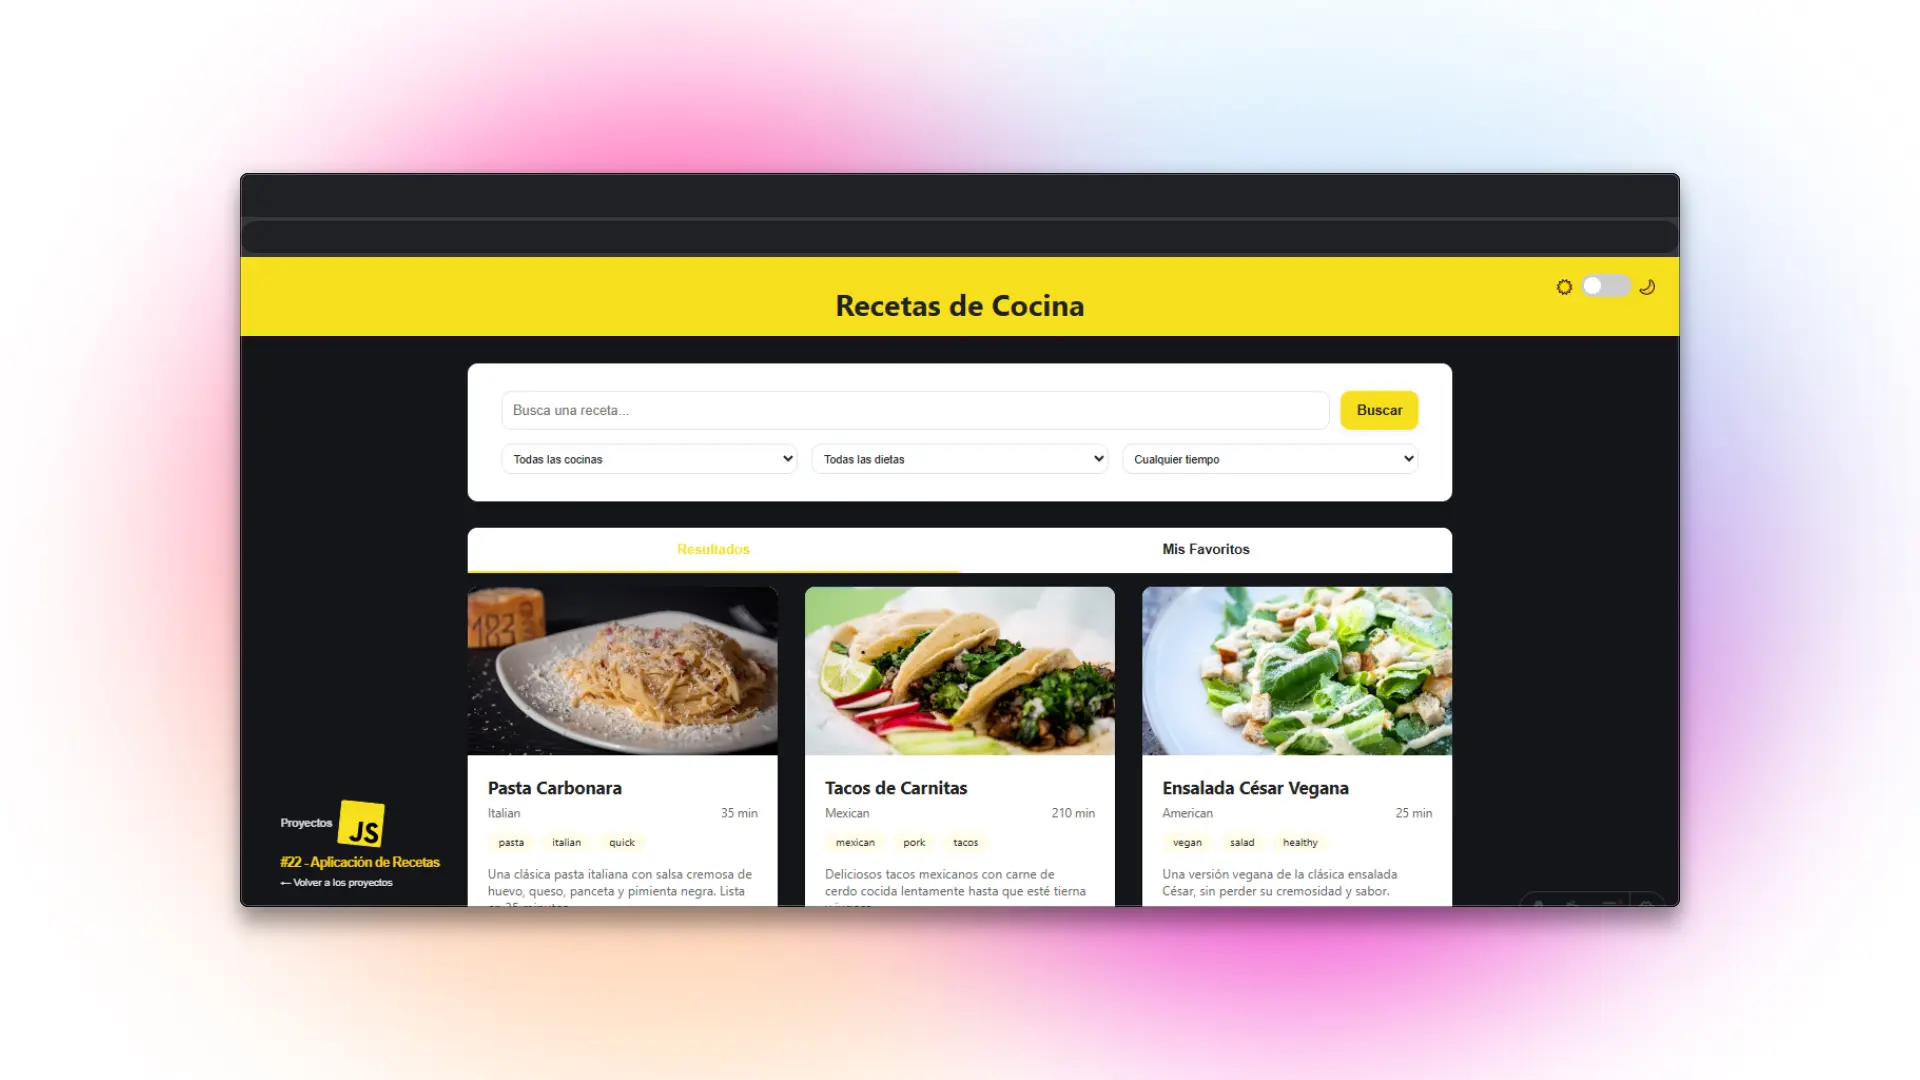 Recetas de Cocina
Busca una receta...
Buscar
Todas las cocinas
Todas las dietas
Cualquier tiempo
Resultados
Mis Favoritos
183
Pasta Carbonara
Italian 35 min
pasta italian quick
Una clásica pasta italiana con salsa cremosa de
huevo, queso, panceta y pimienta negra. Lista
Tacos de Carnitas
Mexican 210 min
mexican pork tacos
Deliciosos tacos mexicanos con carne de
cerdo cocida lentamente hasta que esté tierna
Ensalada César Vegana
American 25 min
vegan salad healthy
Una versión vegana de la clásica ensalada
César, sin perder su cremosidad y sabor.
Proyectos JS
#22 - Aplicación de Recetas
← Volver a los proyectos